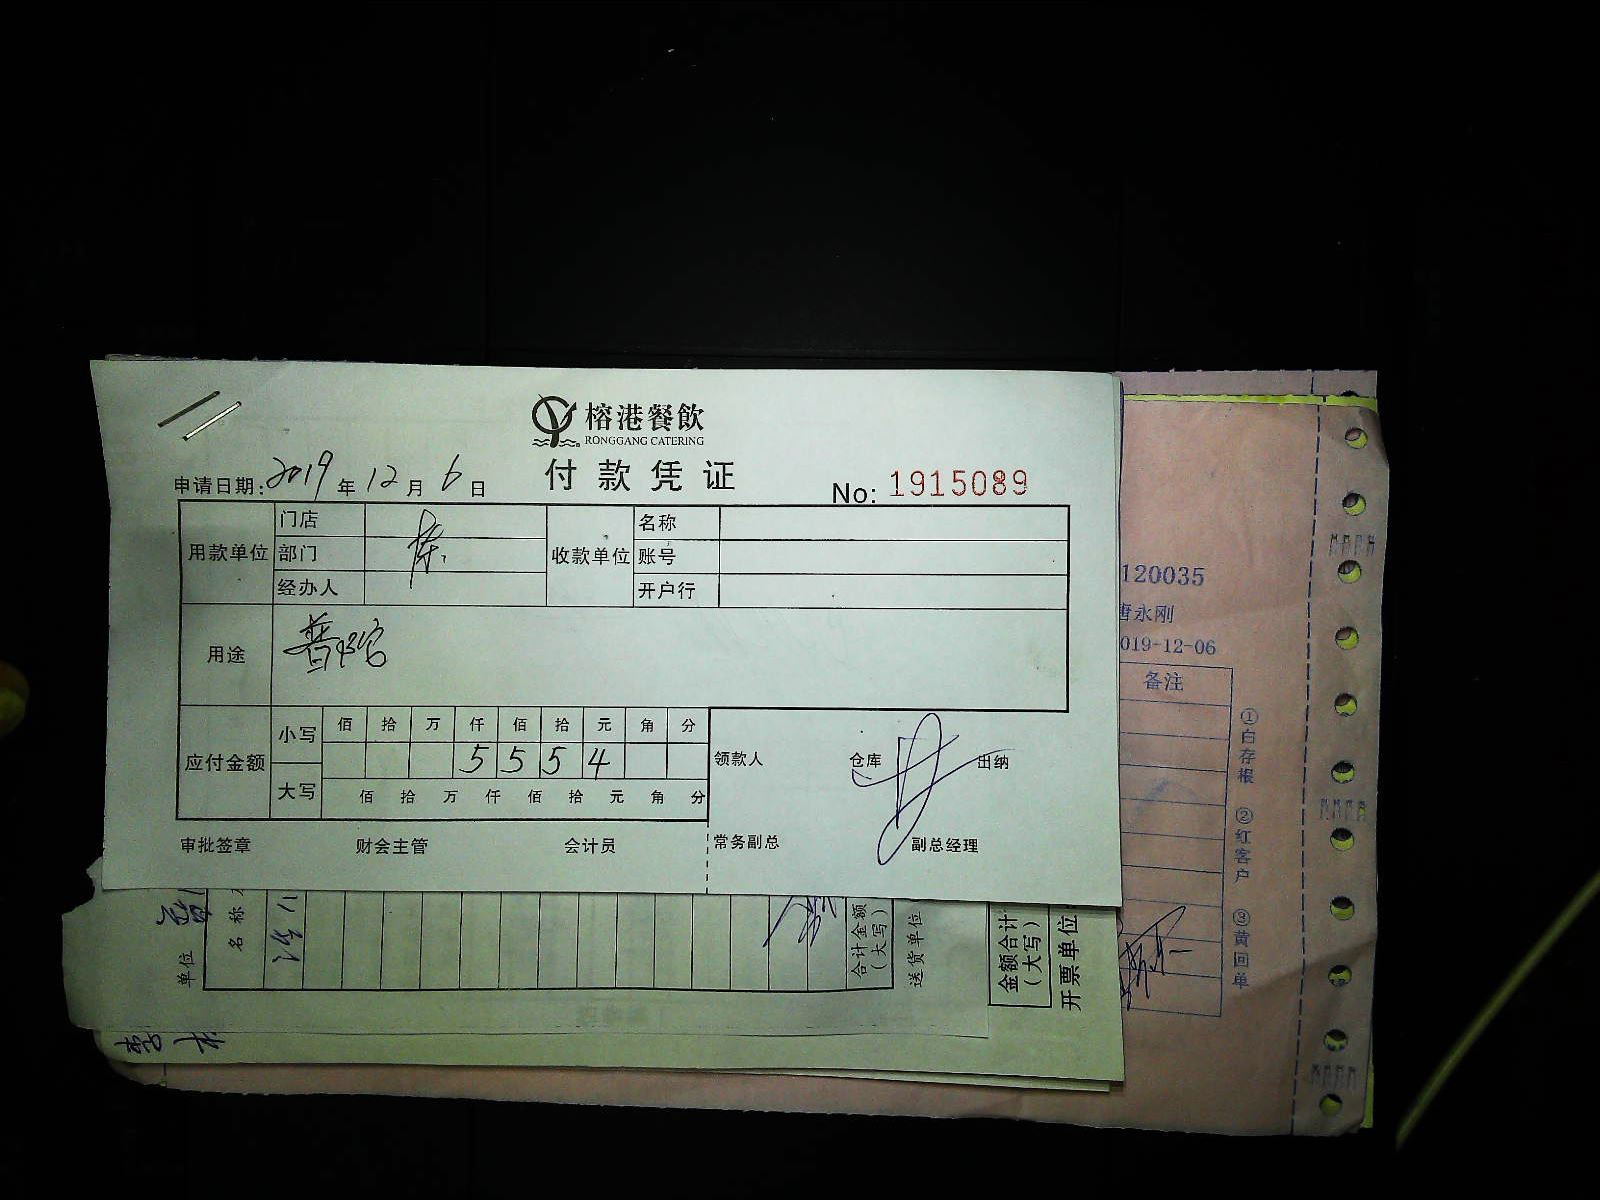 榕港餐飲
RONGGANG CATERING
付款凭证
申请日期:2019年12月6日
No: 1915089
用款单位
门店
部门
经办人
收款单位
名称
账号
开户行
用途
应付金额
小写
佰 拾 万 仟 佰 拾 元 角 分
5 5 5 4
大写
佰 拾 万 仟 佰 拾 元 角 分
领款人 仓库 出纳
审批签章 财会主管 会计员 常务副总 副总经理
120035
永刚
019-12-06
备注
①白存根 ②红客户 ③黄回单
单位
名称
合计金额
(大写)
送货单位
金额合计
(大写)
开票单位